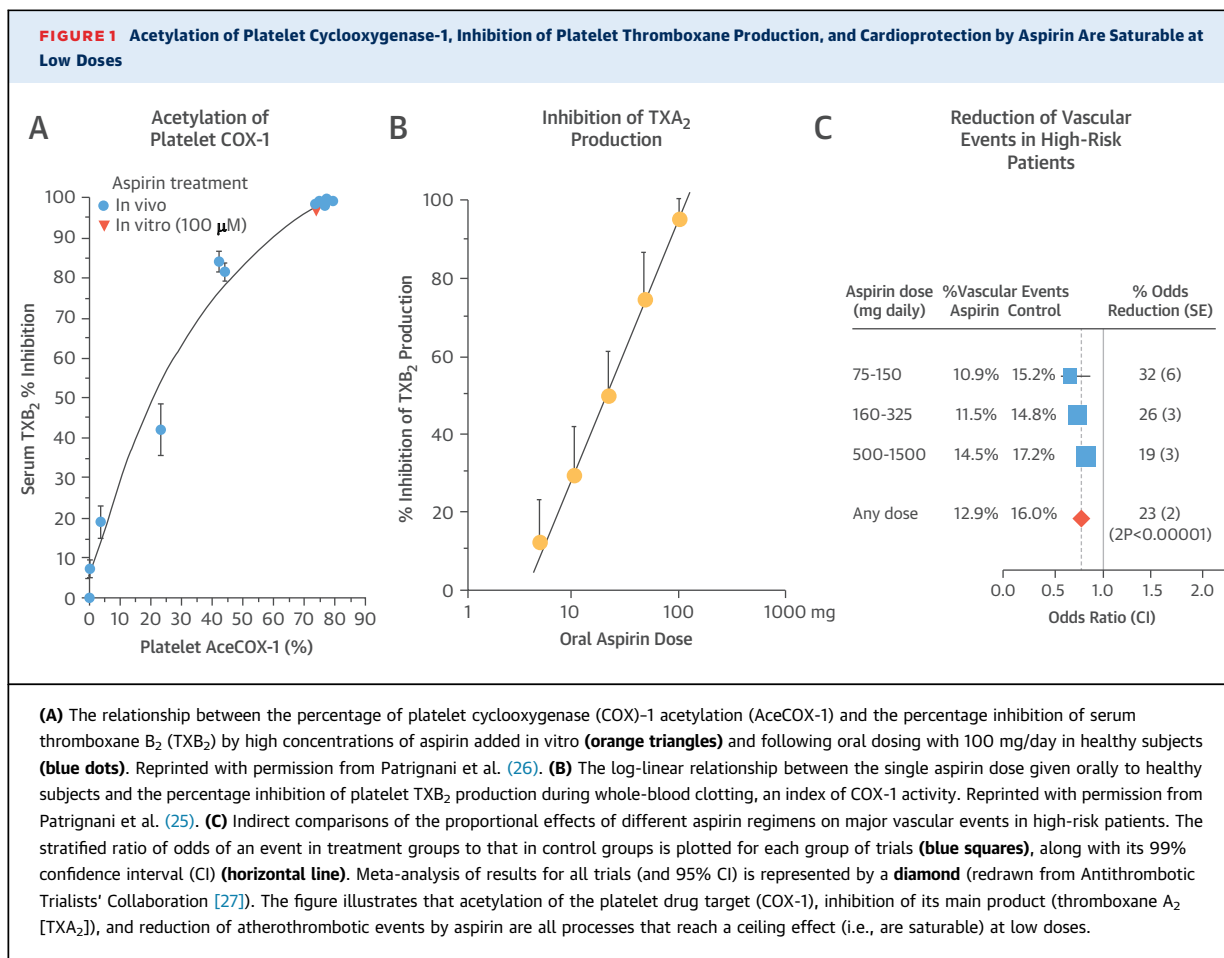 FIGURE 1 Acetylation of Platelet Cyclooxygenase-1, Inhibition of Platelet Thromboxane Production, and Cardioprotection by Aspirin Are Saturable at
Low Doses
A
Acetylation of
Platelet COX-1
Aspirin treatment
In vivo
In vitro (100 μM)
100
90
80
70
60
50
40
30
20
10
0
Serum TXB₂ % Inhibition
0 10 20 30 40 50 60 70 80 90
Platelet AceCOX-1 (%)
B
Inhibition of TXA₂
Production
100
80
60
40
20
0
% Inhibition of TXB₂ Production
1 10 100 1000 mg
Oral Aspirin Dose
C
Reduction of Vascular
Events in High-Risk
Patients
Aspirin dose %Vascular Events % Odds
(mg daily) Aspirin Control Reduction (SE)
75-150 10.9% 15.2% 32 (6)
160-325 11.5% 14.8% 26 (3)
500-1500 14.5% 17.2% 19 (3)
Any dose 12.9% 16.0% 23 (2)
(2P<0.00001)
0 0.5 1.0 1.5 2.0
Odds Ratio (CI)
(A) The relationship between the percentage of platelet cyclooxygenase (COX)-1 acetylation (AceCOX-1) and the percentage inhibition of serum
thromboxane B₂ (TXB₂) by high concentrations of aspirin added in vitro (orange triangles) and following oral dosing with 100 mg/day in healthy subjects
(blue dots). Reprinted with permission from Patrignani et al. (26). (B) The log-linear relationship between the single aspirin dose given orally to healthy
subjects and the percentage inhibition of platelet TXB₂ production during whole-blood clotting, an index of COX-1 activity. Reprinted with permission from
Patrignani et al. (25). (C) Indirect comparisons of the proportional effects of different aspirin regimens on major vascular events in high-risk patients. The
stratified ratio of odds of an event in treatment groups to that in control groups is plotted for each group of trials (blue squares), along with its 99%
confidence interval (CI) (horizontal line). Meta-analysis of results for all trials (and 95% CI) is represented by a diamond (redrawn from Antithrombotic
Trialists' Collaboration [27]). The figure illustrates that acetylation of the platelet drug target (COX-1), inhibition of its main product (thromboxane A₂
[TXA₂]), and reduction of atherothrombotic events by aspirin are all processes that reach a ceiling effect (i.e., are saturable) at low doses.